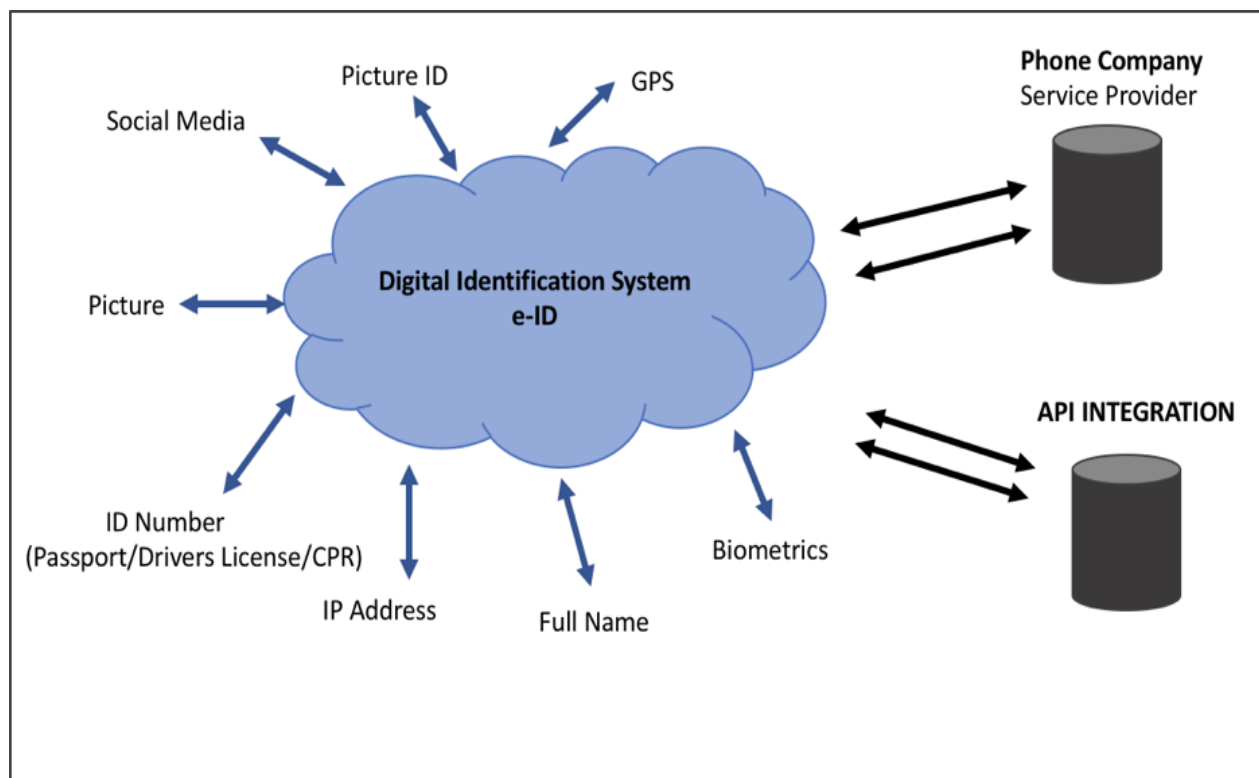 Picture ID
GPS
Phone Company
Service Provider
Social Media
Digital Identification System
e-ID
Picture
API INTEGRATION
ID Number
(Passport/Drivers License/CPR)
IP Address
Full Name
Biometrics